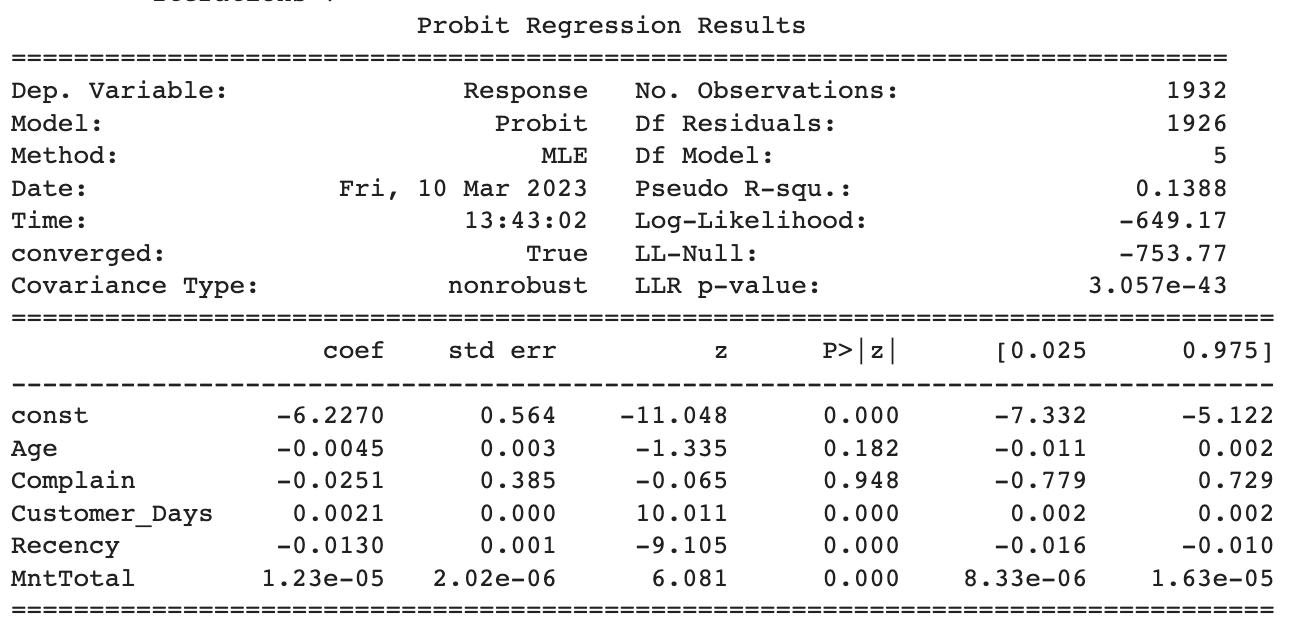 Probit Regression Results
==============================================================================
Dep. Variable: Response No. Observations: 1932
Model: Probit Df Residuals: 1926
Method: MLE Df Model: 5
Date: Fri, 10 Mar 2023 Pseudo R-squ.: 0.1388
Time: 13:43:02 Log-Likelihood: -649.17
converged: True LL-Null: -753.77
Covariance Type: nonrobust LLR p-value: 3.057e-43
=================================================================================
coef std err z P>|z| [0.025 0.975]
---------------------------------------------------------------------------------
const -6.2270 0.564 -11.048 0.000 -7.332 -5.122
Age -0.0045 0.003 -1.335 0.182 -0.011 0.002
Complain -0.0251 0.385 -0.065 0.948 -0.779 0.729
Customer_Days 0.0021 0.000 10.011 0.000 0.002 0.002
Recency -0.0130 0.001 -9.105 0.000 -0.016 -0.010
MntTotal 1.23e-05 2.02e-06 6.081 0.000 8.33e-06 1.63e-05
=================================================================================